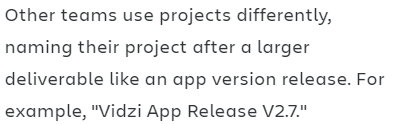 Other teams use projects differently,
naming their project after a larger
deliverable like an app version release. For
example, "Vidzi App Release V2.7."